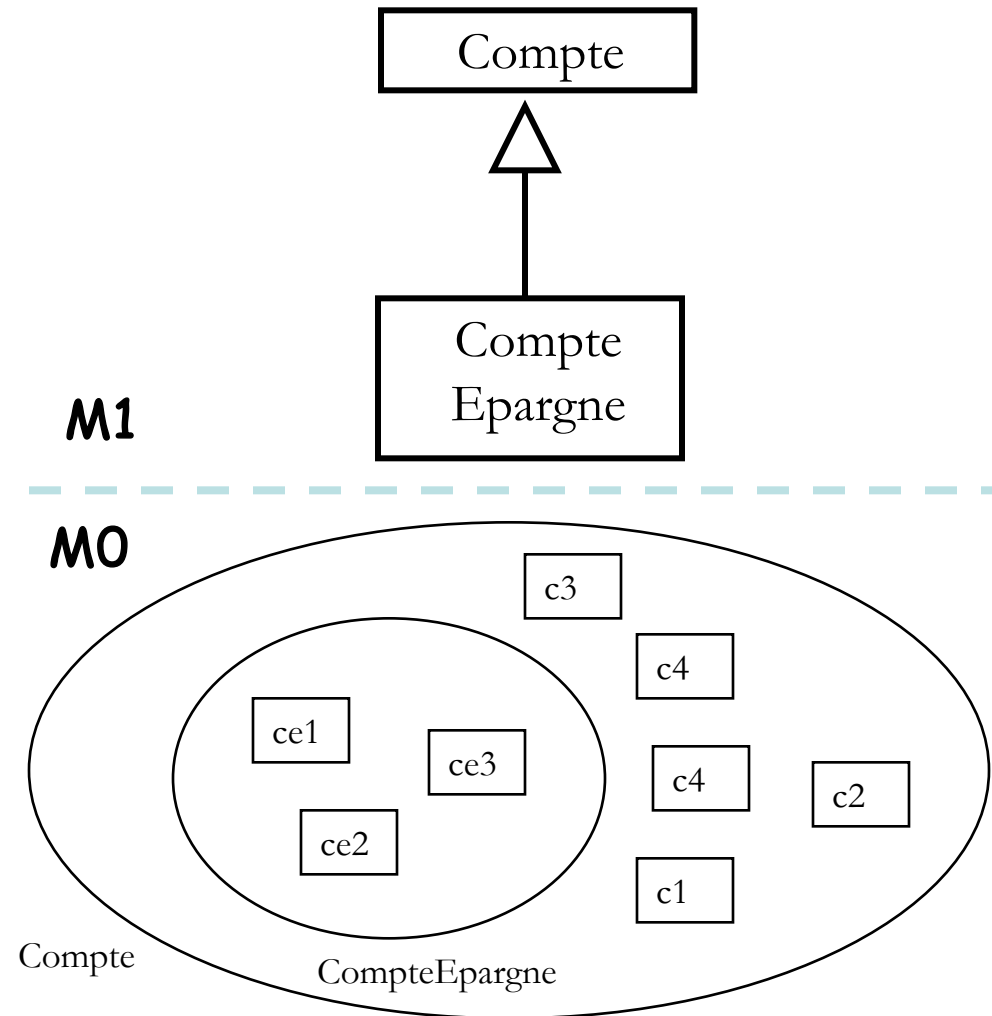 Compte
Compte
Epargne
M1
M0
c3
c4
ce1
ce3
c4
c2
ce2
c1
Compte
CompteEpargne